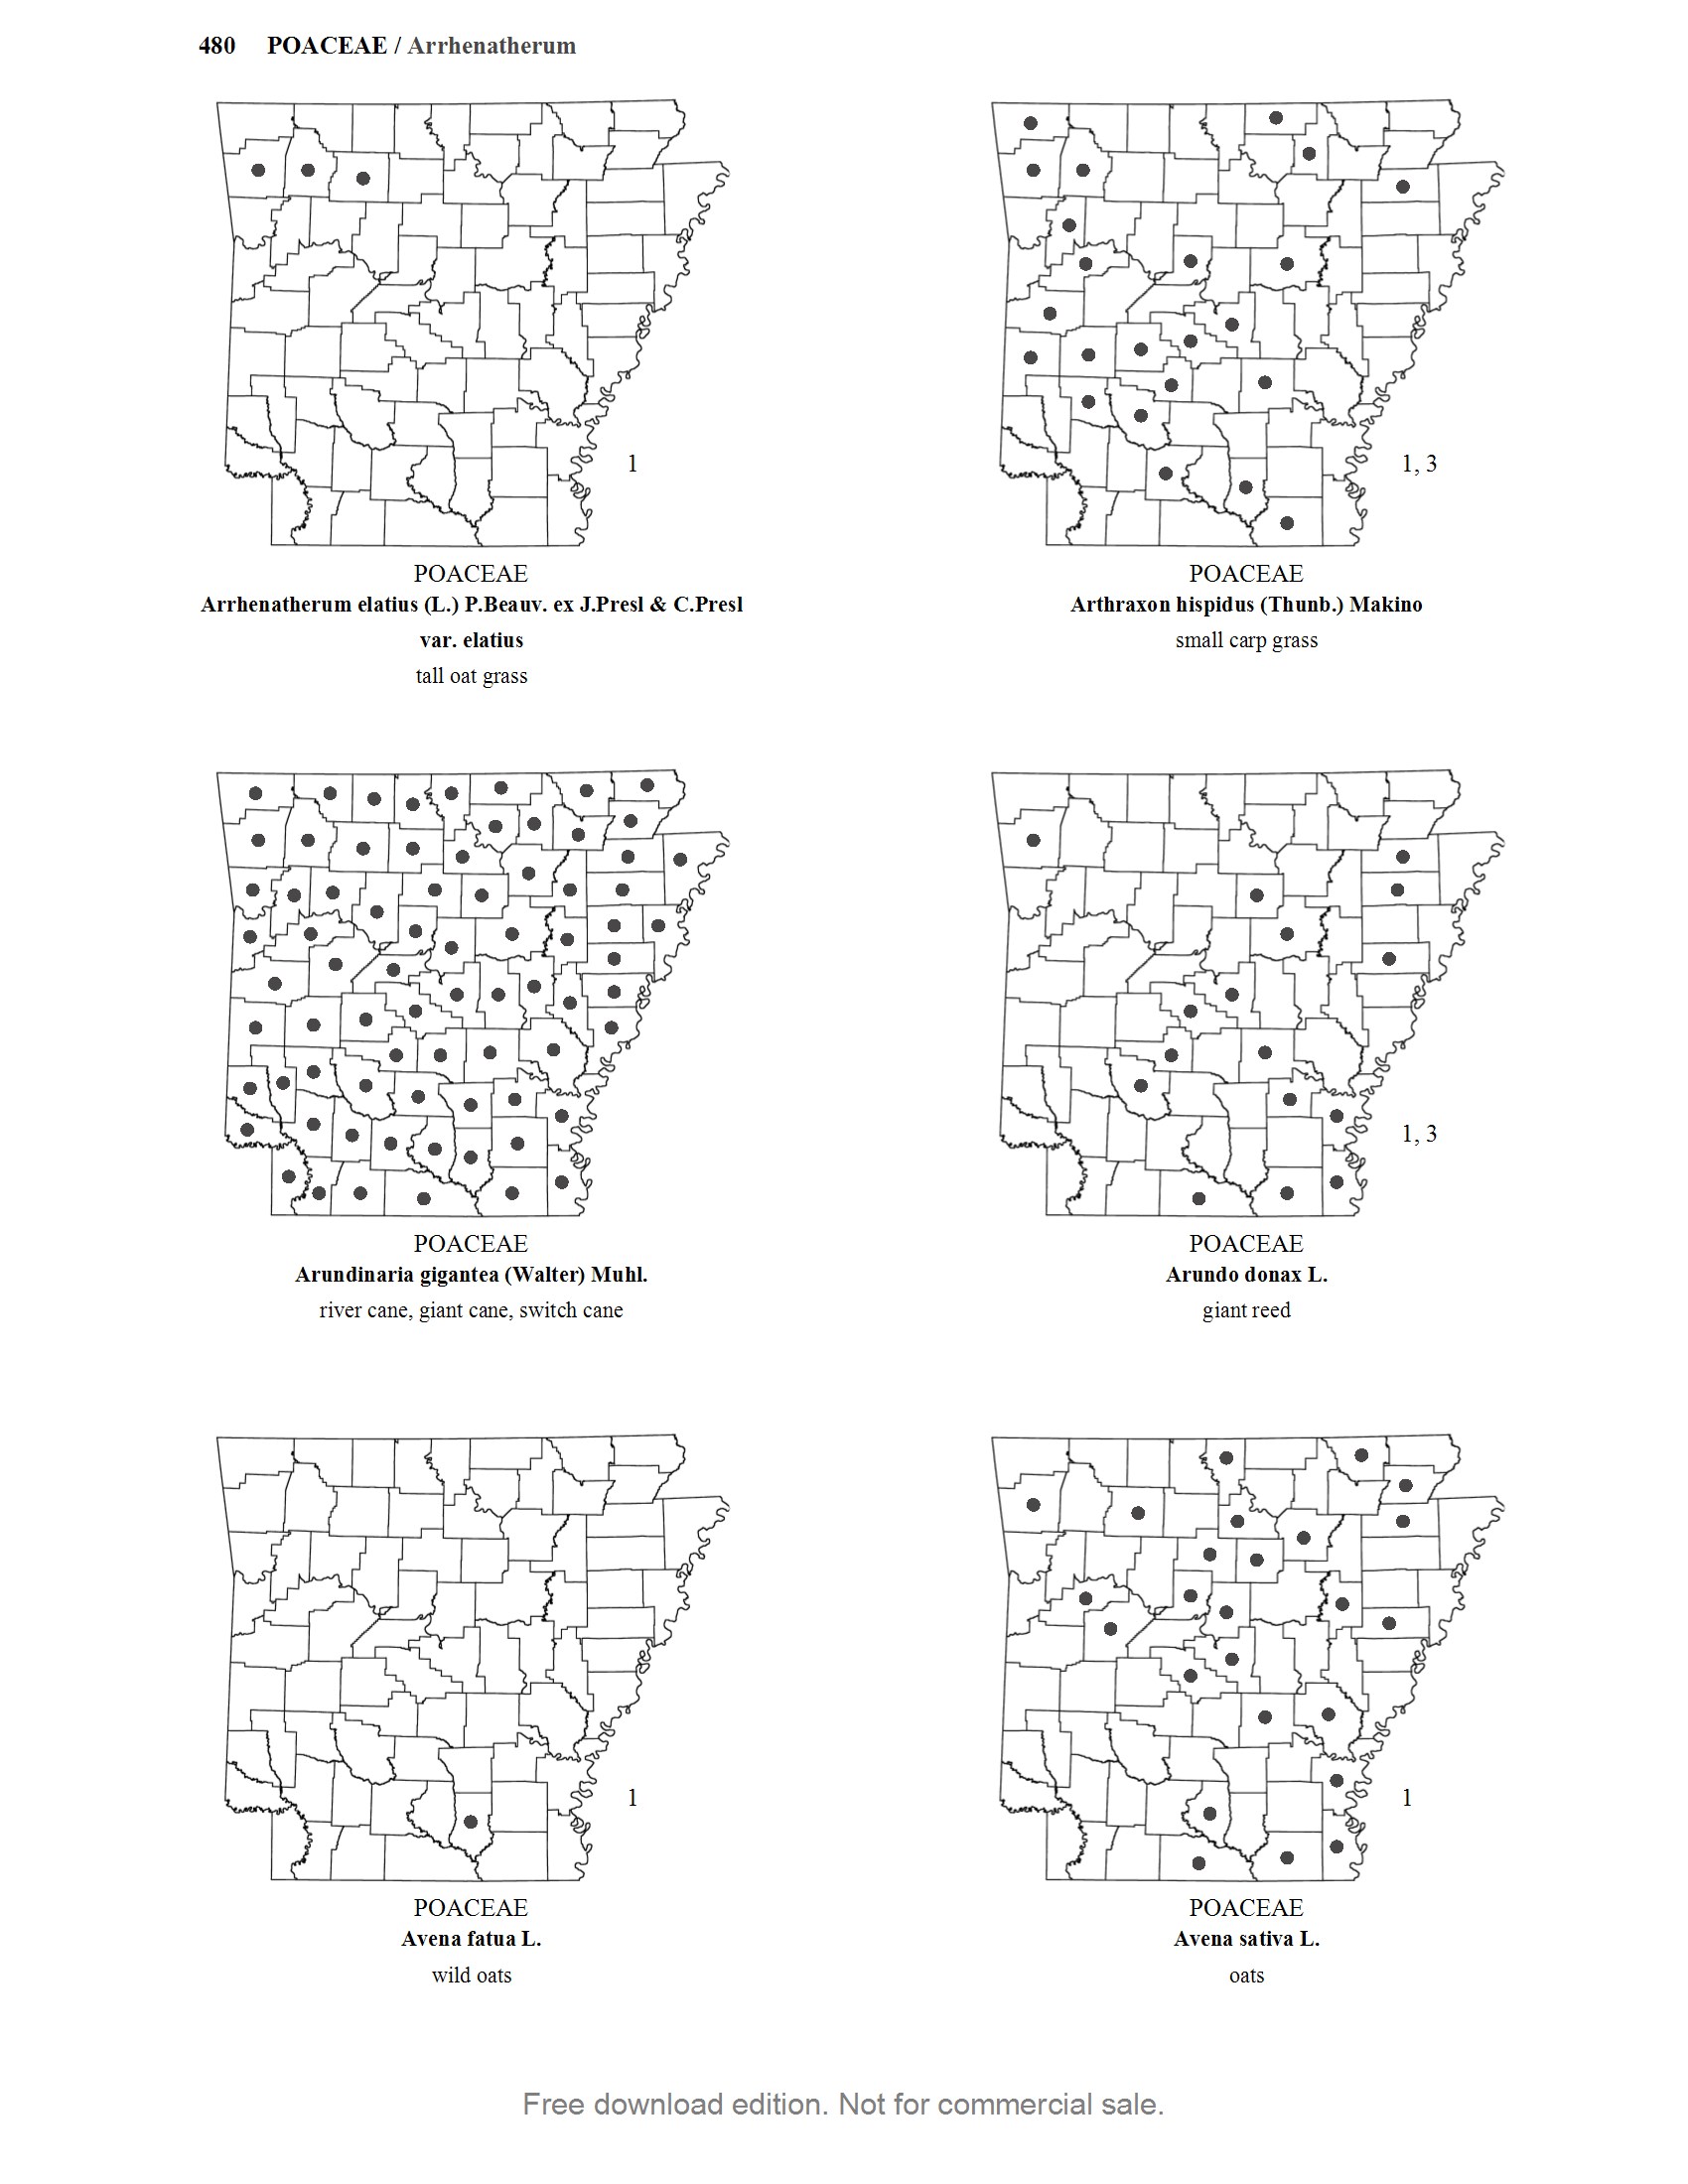 480 POACEAE / Arrhenatherum
1
POACEAE
Arrhenatherum elatius (L.) P.Beauv. ex J.Presl & C.Presl
var. elatius
tall oat grass
1, 3
POACEAE
Arthraxon hispidus (Thunb.) Makino
small carp grass
POACEAE
Arundinaria gigantea (Walter) Muhl.
river cane, giant cane, switch cane
1, 3
POACEAE
Arundo donax L.
giant reed
1
POACEAE
Avena fatua L.
wild oats
1
POACEAE
Avena sativa L.
oats
Free download edition. Not for commercial sale.